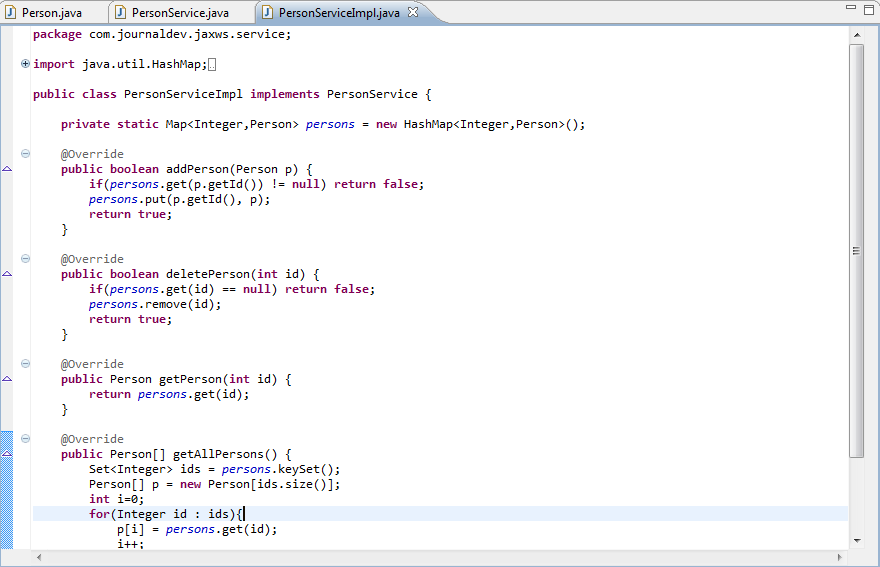 Person.java PersonService.java PersonServiceImpl.java
package com.journaldev.jaxws.service;
import java.util.HashMap;
public class PersonServiceImpl implements PersonService {
private static Map<Integer,Person> persons = new HashMap<Integer,Person>();
@Override
public boolean addPerson(Person p) {
if(persons.get(p.getId()) != null) return false;
persons.put(p.getId(), p);
return true;
}
@Override
public boolean deletePerson(int id) {
if(persons.get(id) == null) return false;
persons.remove(id);
return true;
}
@Override
public Person getPerson(int id) {
return persons.get(id);
}
@Override
public Person[] getAllPersons() {
Set<Integer> ids = persons.keySet();
Person[] p = new Person[ids.size()];
int i=0;
for(Integer id : ids){
p[i] = persons.get(id);
i++;